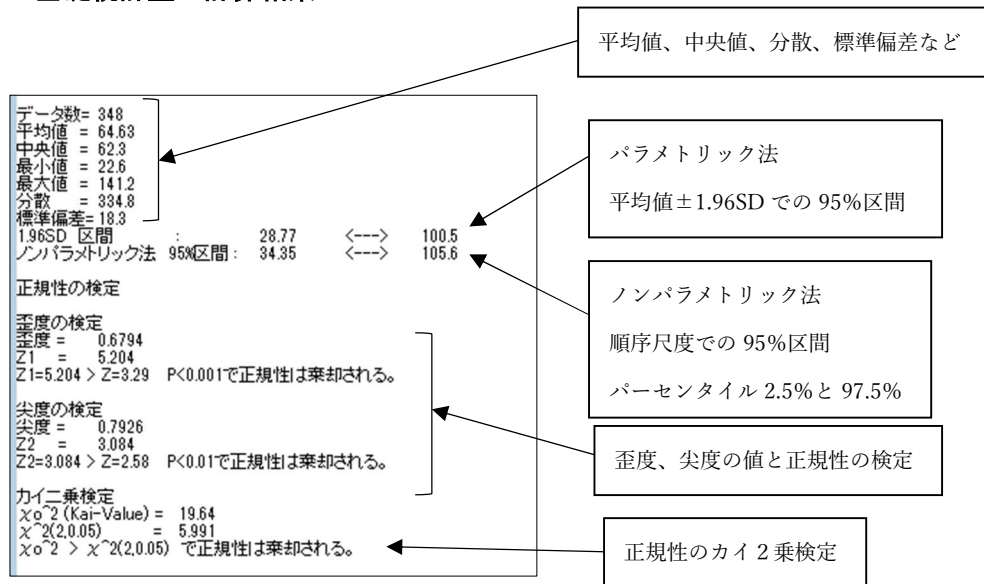 平均値、中央値、分散、標準偏差など
データ数= 348
平均値 = 64.63
中央値 = 62.3
最小値 = 22.6
最大値 = 141.2
分散 = 334.8
標準偏差= 18.3
1.96SD 区間 : 28.77 <---> 100.5
ノンパラメトリック法 95%区間 : 34.35 <---> 105.6
正規性の検定
歪度の検定
歪度 = 0.6794
Z1 = 5.204
Z1=5.204 > Z=3.29 P<0.001で正規性は棄却される。
尖度の検定
尖度 = 0.7926
Z2 = 3.084
Z2=3.084 > Z=2.58 P<0.01で正規性は棄却される。
カイ二乗検定
χo^2 (Kai-Value) = 19.64
χ^2(2,0.05) = 5.991
χo^2 > χ^2(2,0.05) で正規性は棄却される。
パラメトリック法
平均値±1.96SD での 95%区間
ノンパラメトリック法
順序尺度での 95%区間
パーセンタイル 2.5%と 97.5%
歪度、尖度の値と正規性の検定
正規性のカイ2乗検定